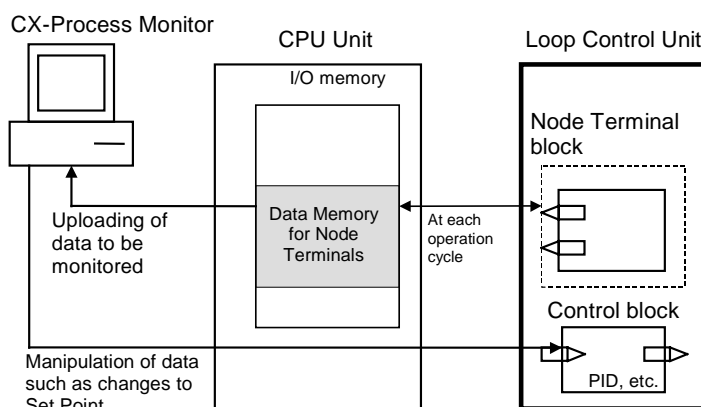 CX-Process Monitor
CPU Unit
Loop Control Unit
I/O memory
Node Terminal
block
Data Memory
for Node
Terminals
At each
operation
cycle
Uploading of
data to be
monitored
Control block
PID, etc.
Manipulation of data
such as changes to
Set Point